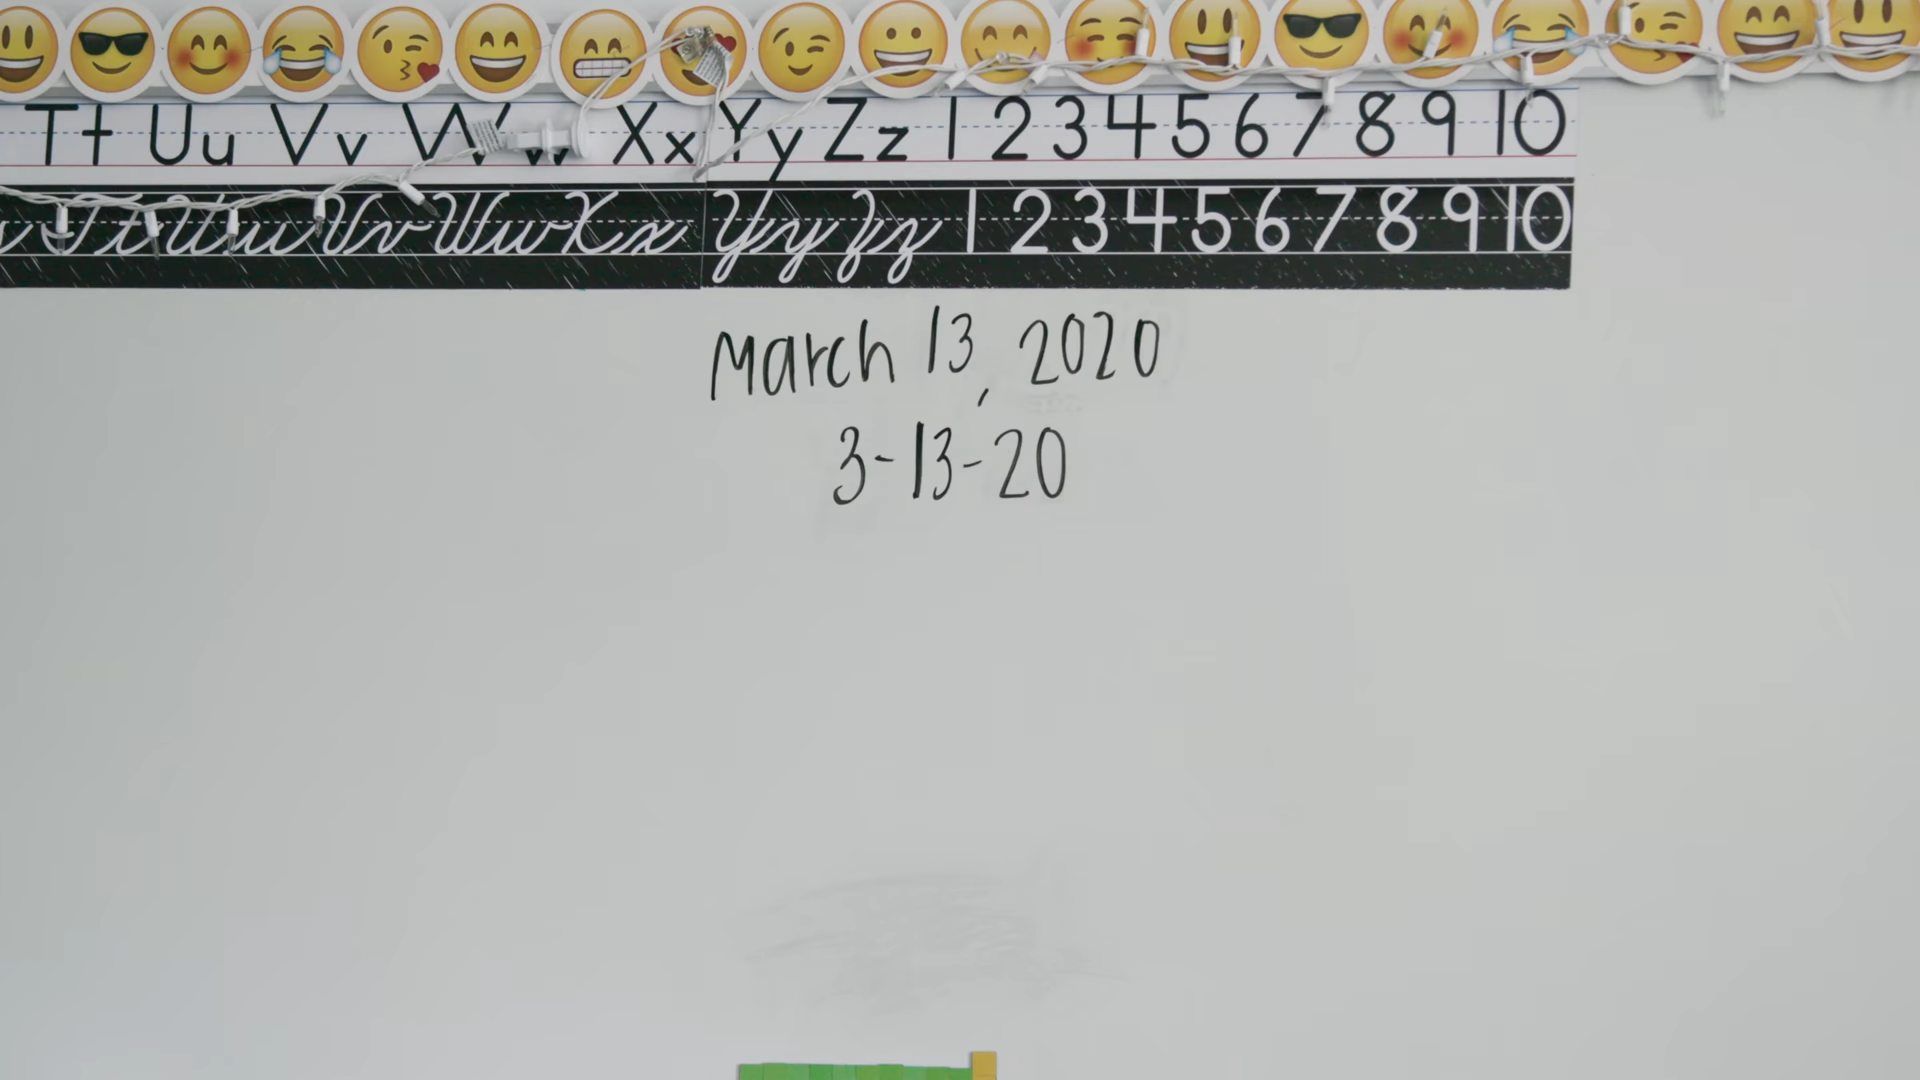 Tt Uu Vv Ww Xx Yy Zz 1 2 3 4 5 6 7 8 9 10
Tt Uu Vv Ww Xx Yy Zz 1 2 3 4 5 6 7 8 9 10
March 13, 2020
3-13-20